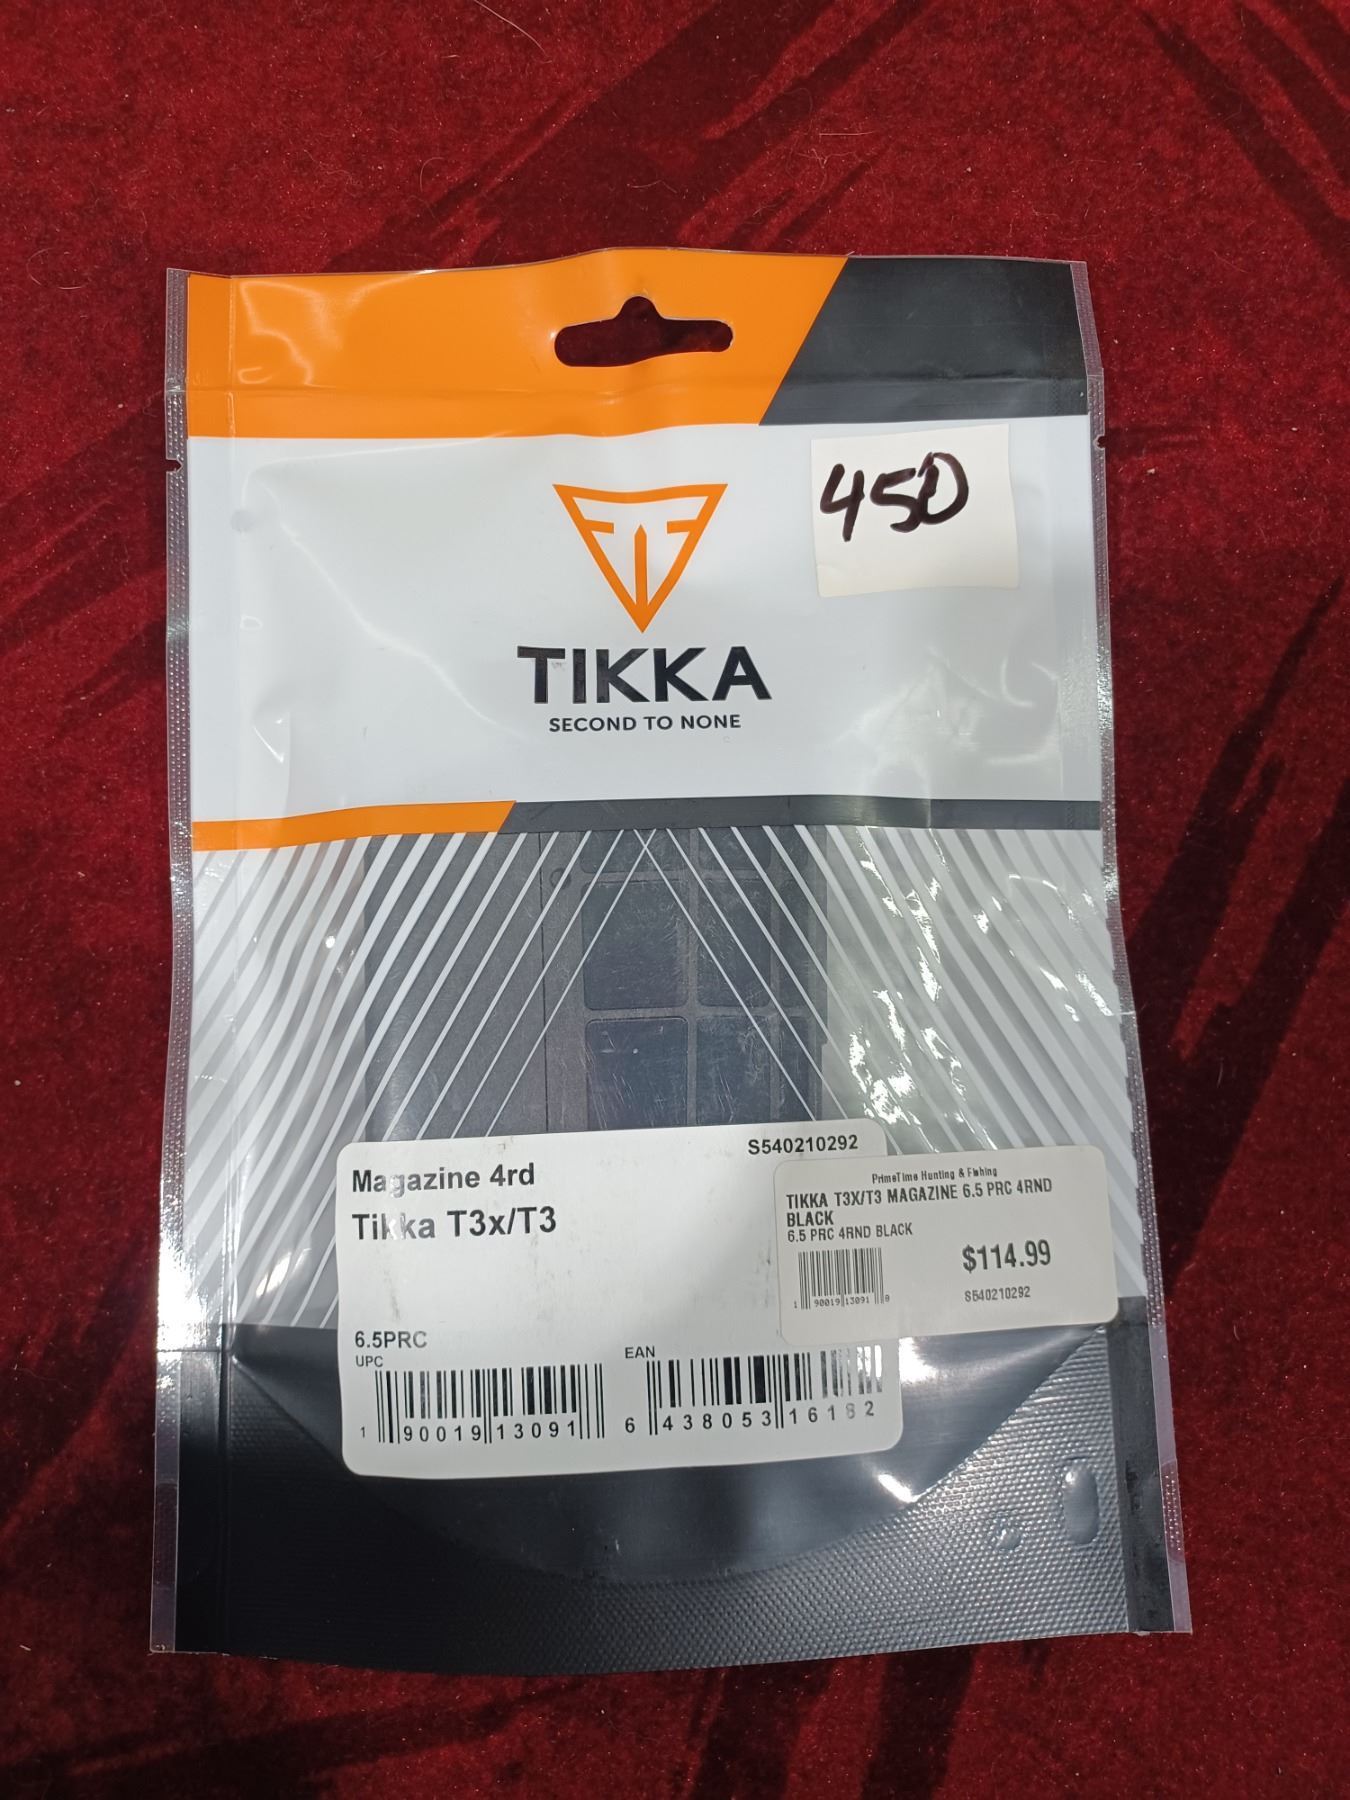 45D
TIKKA
SECOND TO NONE
S540210292
Magazine 4rd
Tikka T3x/T3
6.5PRC
UPC
1 90019 13091
EAN
6 438053 16182
PrimeTime Hunting & Fishing
TIKKA T3X/T3 MAGAZINE 6.5 PRC 4RND
BLACK
6.5 PRC 4RND BLACK
$114.99
1 90019 13091 8
S540210292